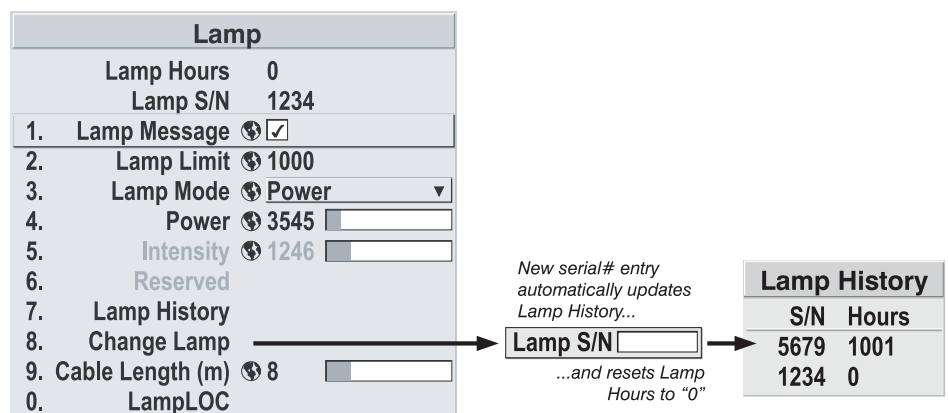 Lamp
Lamp Hours 0
Lamp S/N 1234
1. Lamp Message ✓
2. Lamp Limit 1000
3. Lamp Mode Power ▼
4. Power 3545
5. Intensity 1246
6. Reserved
7. Lamp History
8. Change Lamp
9. Cable Length (m) 8
0. LampLOC
New serial# entry
automatically updates
Lamp History...
Lamp S/N
...and resets Lamp
Hours to “0”
Lamp History
S/N Hours
5679 1001
1234 0